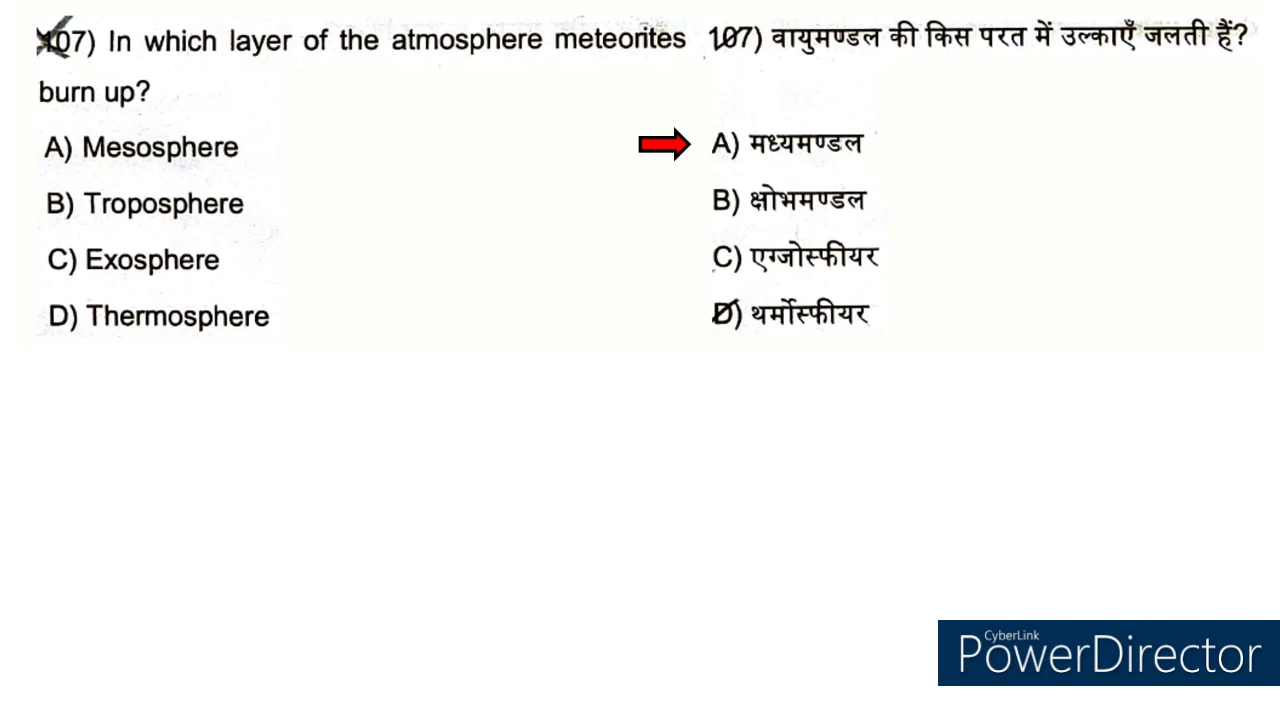 107) In which layer of the atmosphere meteorites
burn up?
A) Mesosphere
B) Troposphere
C) Exosphere
D) Thermosphere
107) वायुमण्डल की किस परत में उल्काएँ जलती हैं?
A) मध्यमण्डल
B) क्षोभमण्डल
C) एग्जोस्फीयर
D) थर्मोस्फीयर
CyberLink
PowerDirector